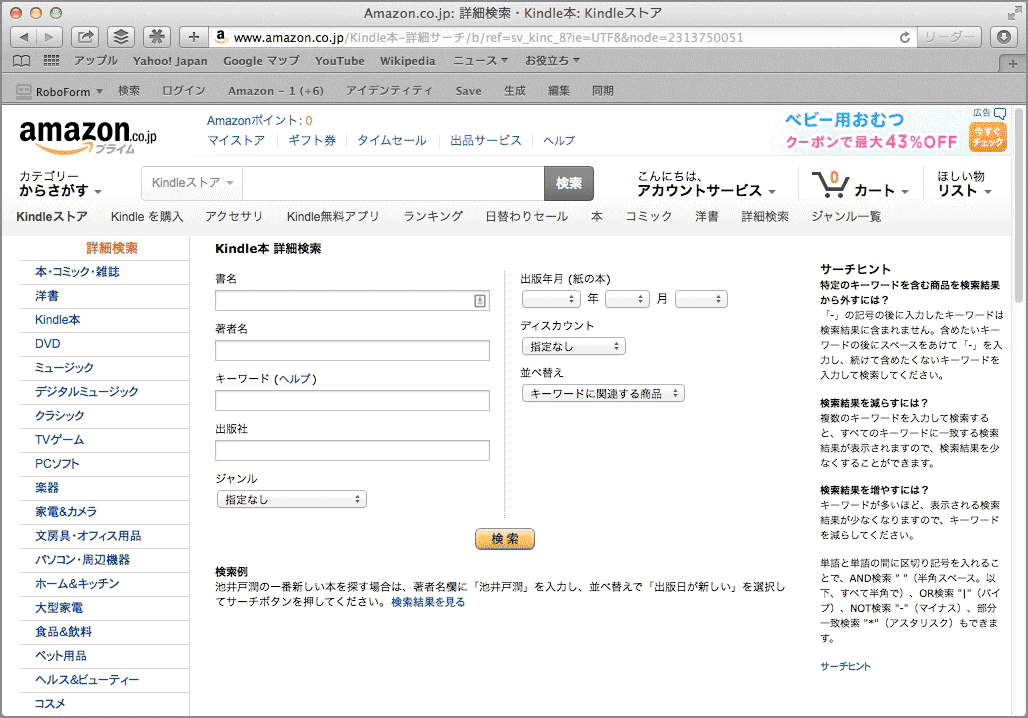 Amazon.co.jp: 詳細検索・Kindle本: Kindleストア
www.amazon.co.jp/Kindle本-詳細サーチ/b/ref=sv_kinc_8?ie=UTF8&node=2313750051
リーダー
アップル Yahoo! Japan Google マップ YouTube Wikipedia ニュース お役立ち
RoboForm 検索 ログイン Amazon - 1 (+6) アイデンティティ Save 生成 編集 同期
amazon.co.jp
プライム
Amazonポイント: 0
マイストア ギフト券 タイムセール 出品サービス ヘルプ
広告
ベビー用おむつ
クーポンで最大43%OFF
今すぐ
チェック
カテゴリー
からさがす
Kindleストア
検索
こんにちは、
アカウントサービス
0
カート
ほしい物
リスト
Kindleストア Kindle を購入 アクセサリ Kindle無料アプリ ランキング 日替わりセール 本 コミック 洋書 詳細検索 ジャンル一覧
詳細検索
本・コミック・雑誌
洋書
Kindle本
DVD
ミュージック
デジタルミュージック
クラシック
TVゲーム
PCソフト
楽器
家電&カメラ
文房具・オフィス用品
パソコン・周辺機器
ホーム&キッチン
大型家電
食品&飲料
ペット用品
ヘルス&ビューティー
コスメ
Kindle本 詳細検索
書名
著者名
キーワード (ヘルプ)
出版社
ジャンル
指定なし
出版年月 (紙の本)
年 月
ディスカウント
指定なし
並べ替え
キーワードに関連する商品
検索
検索例
池井戸潤の一番新しい本を探す場合は、著者名欄に「池井戸潤」を入力し、並べ替えで「出版日が新しい」を選択し
てサーチボタンを押してください。検索結果を見る
サーチヒント
特定のキーワードを含む商品を検索結果
から外すには？
「-」の記号の後に入力したキーワードは
検索結果に含まれません。含めたいキー
ワードの後にスペースをあけて「-」を入
力し、続けて含めたくないキーワードを
入力して検索してください。
検索結果を減らすには？
複数のキーワードを入力して検索する
と、すべてのキーワードに一致する検索
結果が表示されますので、検索結果を少
なくすることができます。
検索結果を増やすには？
キーワードが多いほど、表示される検索
結果が少なくなりますので、キーワード
を減らしてください。
単語と単語の間に区切り記号を入れるこ
とで、AND検索 " "（半角スペース。以
下、すべて半角で）、OR検索 "|"（パイ
プ）、NOT検索 "-"（マイナス）、部分
一致検索 "*"（アスタリスク）もできま
す。
サーチヒント